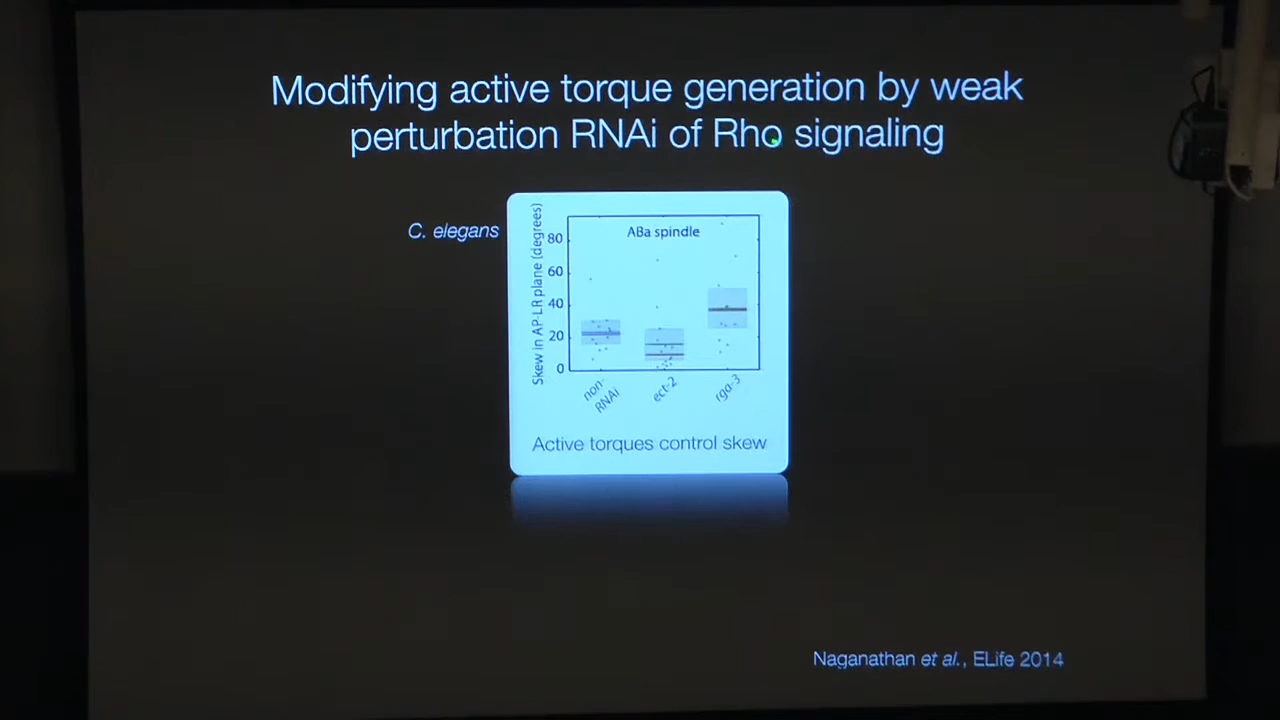 Modifying active torque generation by weak
perturbation RNAi of Rho signaling
C. elegans
Skew in AP-LR plane (degrees)
ABa spindle
80
60
40
20
0
non-
RNAi
ect-2
rga-3
Active torques control skew
Naganathan et al., ELife 2014